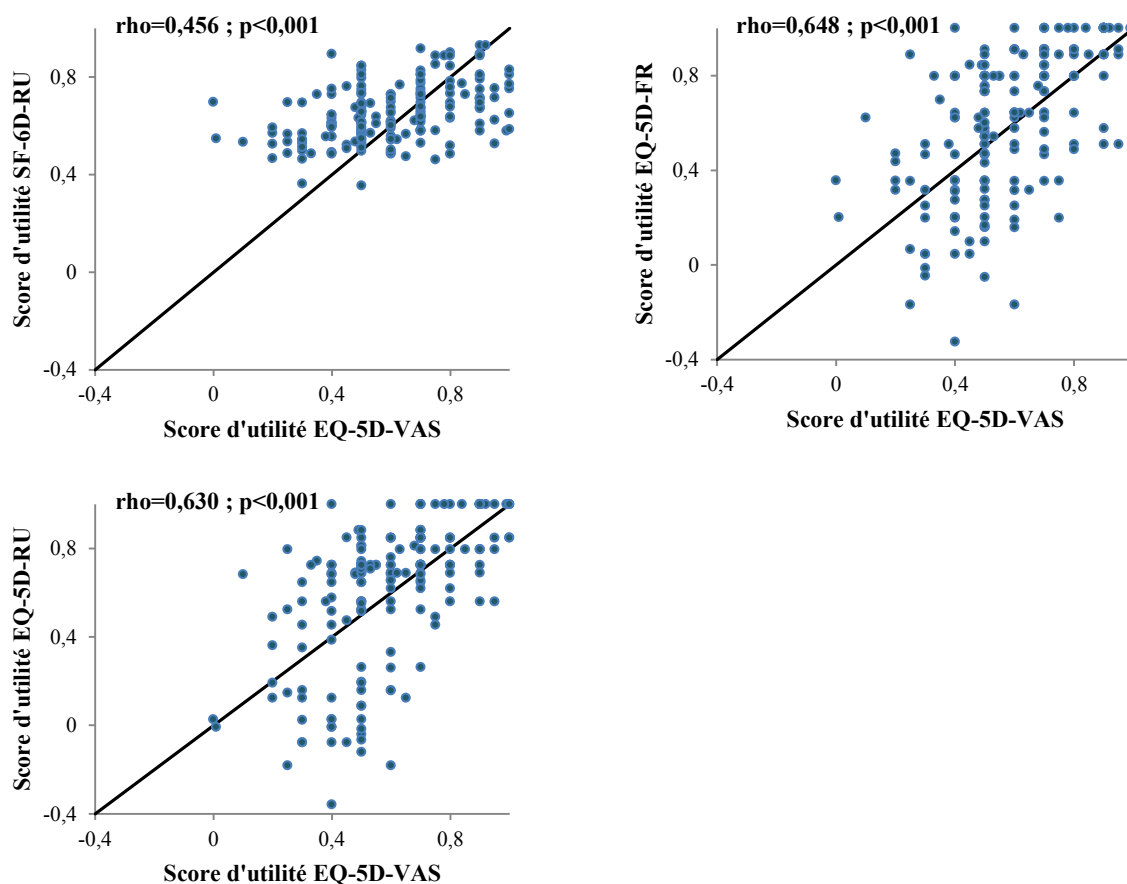 rho=0,456 ; p<0,001
Score d'utilité SF-6D-RU
0,8
0,4
0
-0,4
-0,4 0 0,4 0,8
Score d'utilité EQ-5D-VAS
rho=0,648 ; p<0,001
Score d'utilité EQ-5D-FR
0,8
0,4
0
-0,4
-0,4 0 0,4 0,8
Score d'utilité EQ-5D-VAS
rho=0,630 ; p<0,001
Score d'utilité EQ-5D-RU
0,8
0,4
0
-0,4
-0,4 0 0,4 0,8
Score d'utilité EQ-5D-VAS